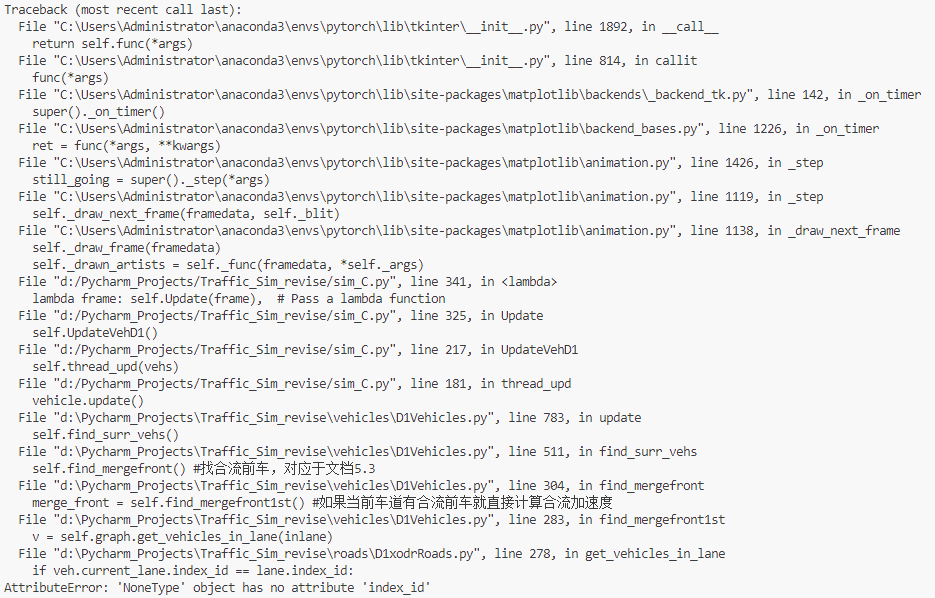 Traceback (most recent call last):
  File "C:\Users\Administrator\anaconda3\envs\pytorch\lib\tkinter\__init__.py", line 1892, in __call__
    return self.func(*args)
  File "C:\Users\Administrator\anaconda3\envs\pytorch\lib\tkinter\__init__.py", line 814, in callit
    func(*args)
  File "C:\Users\Administrator\anaconda3\envs\pytorch\lib\site-packages\matplotlib\backends\_backend_tk.py", line 142, in _on_timer
    super()._on_timer()
  File "C:\Users\Administrator\anaconda3\envs\pytorch\lib\site-packages\matplotlib\backend_bases.py", line 1226, in _on_timer
    ret = func(*args, **kwargs)
  File "C:\Users\Administrator\anaconda3\envs\pytorch\lib\site-packages\matplotlib\animation.py", line 1426, in _step
    still_going = super()._step(*args)
  File "C:\Users\Administrator\anaconda3\envs\pytorch\lib\site-packages\matplotlib\animation.py", line 1119, in _step
    self._draw_next_frame(framedata, self._blit)
  File "C:\Users\Administrator\anaconda3\envs\pytorch\lib\site-packages\matplotlib\animation.py", line 1138, in _draw_next_frame
    self._draw_frame(framedata)
    self._drawn_artists = self._func(framedata, *self._args)
  File "d:/Pycharm_Projects/Traffic_Sim_revise/sim_C.py", line 341, in <lambda>
    lambda frame: self.Update(frame),  # Pass a lambda function
  File "d:/Pycharm_Projects/Traffic_Sim_revise/sim_C.py", line 325, in Update
    self.UpdateVehD1()
  File "d:/Pycharm_Projects/Traffic_Sim_revise/sim_C.py", line 217, in UpdateVehD1
    self.thread_upd(vehs)
  File "d:/Pycharm_Projects/Traffic_Sim_revise/sim_C.py", line 181, in thread_upd
    vehicle.update()
  File "d:\Pycharm_Projects\Traffic_Sim_revise\vehicles\D1Vehicles.py", line 783, in update
    self.find_surr_vehs()
  File "d:\Pycharm_Projects\Traffic_Sim_revise\vehicles\D1Vehicles.py", line 511, in find_surr_vehs
    self.find_mergefront() #找合流前车，对应于文档5.3
  File "d:\Pycharm_Projects\Traffic_Sim_revise\vehicles\D1Vehicles.py", line 304, in find_mergefront
    merge_front = self.find_mergefront1st() #如果当前车道有合流前车就直接计算合流加速度
  File "d:\Pycharm_Projects\Traffic_Sim_revise\vehicles\D1Vehicles.py", line 283, in find_mergefront1st
    v = self.graph.get_vehicles_in_lane(inlane)
  File "d:\Pycharm_Projects\Traffic_Sim_revise\roads\D1xodrRoads.py", line 278, in get_vehicles_in_lane
    if veh.current_lane.index_id == lane.index_id:
AttributeError: 'NoneType' object has no attribute 'index_id'